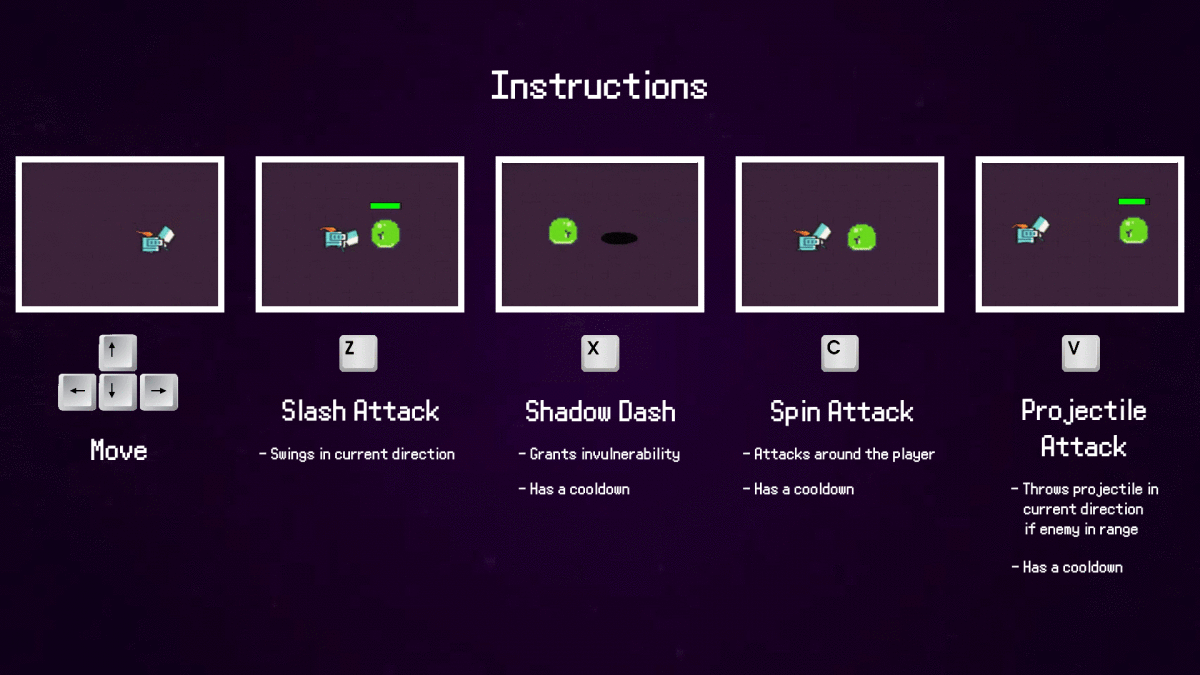 Instructions
↑
← ↓ →
Move
Z
Slash Attack
- Swings in current direction
X
Shadow Dash
- Grants invulnerability
- Has a cooldown
C
Spin Attack
- Attacks around the player
- Has a cooldown
V
Projectile
Attack
- Throws projectile in
current direction
if enemy in range
- Has a cooldown